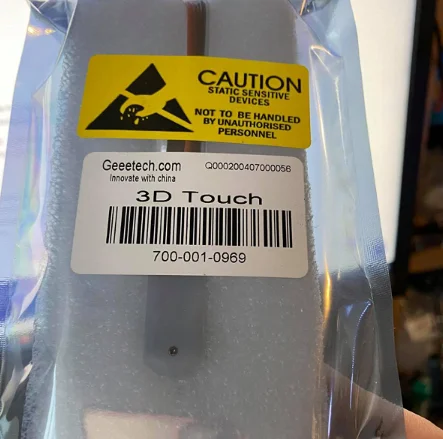 CAUTION
STATIC SENSITIVE
DEVICES
NOT TO BE HANDLED
BY UNAUTHORISED
PERSONNEL
Geeetech.com
Q000200407000056
Innovate with china
3D Touch
700-001-0969